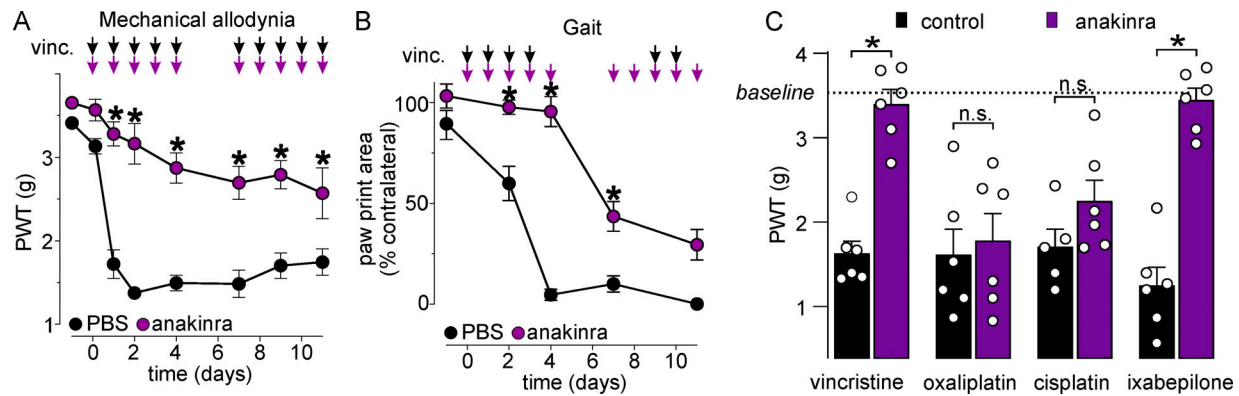 A
Mechanical allodynia
vinc.
PWT (g)
3
2
1
* * * * * *
PBS anakinra
0 2 4 6 8 10
time (days)
B
Gait
vinc.
paw print area
(% contralateral)
100
50
0
* * *
PBS anakinra
0 2 4 6 8 10
time (days)
C
control anakinra
PWT (g)
4
3
2
1
baseline
* n.s. n.s. *
vincristine oxaliplatin cisplatin ixabepilone